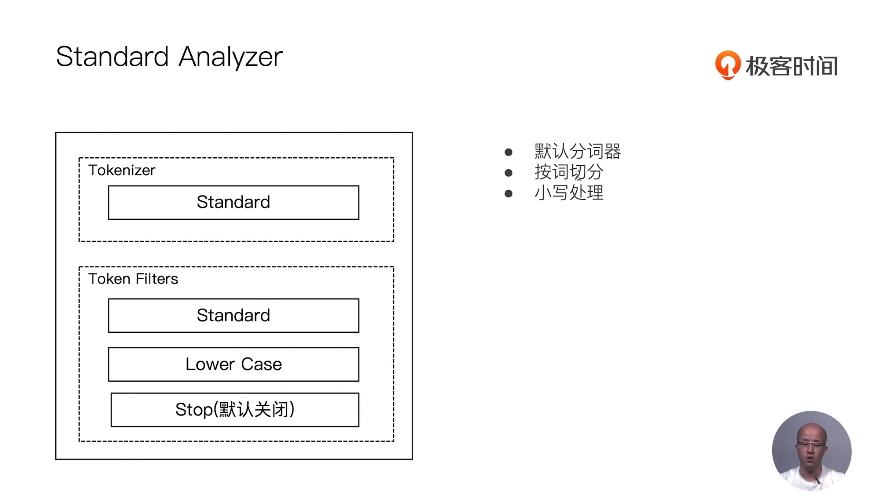 Standard Analyzer
极客时间
Tokenizer
Standard
Token Filters
Standard
Lower Case
Stop(默认关闭)
● 默认分词器
● 按词切分
● 小写处理